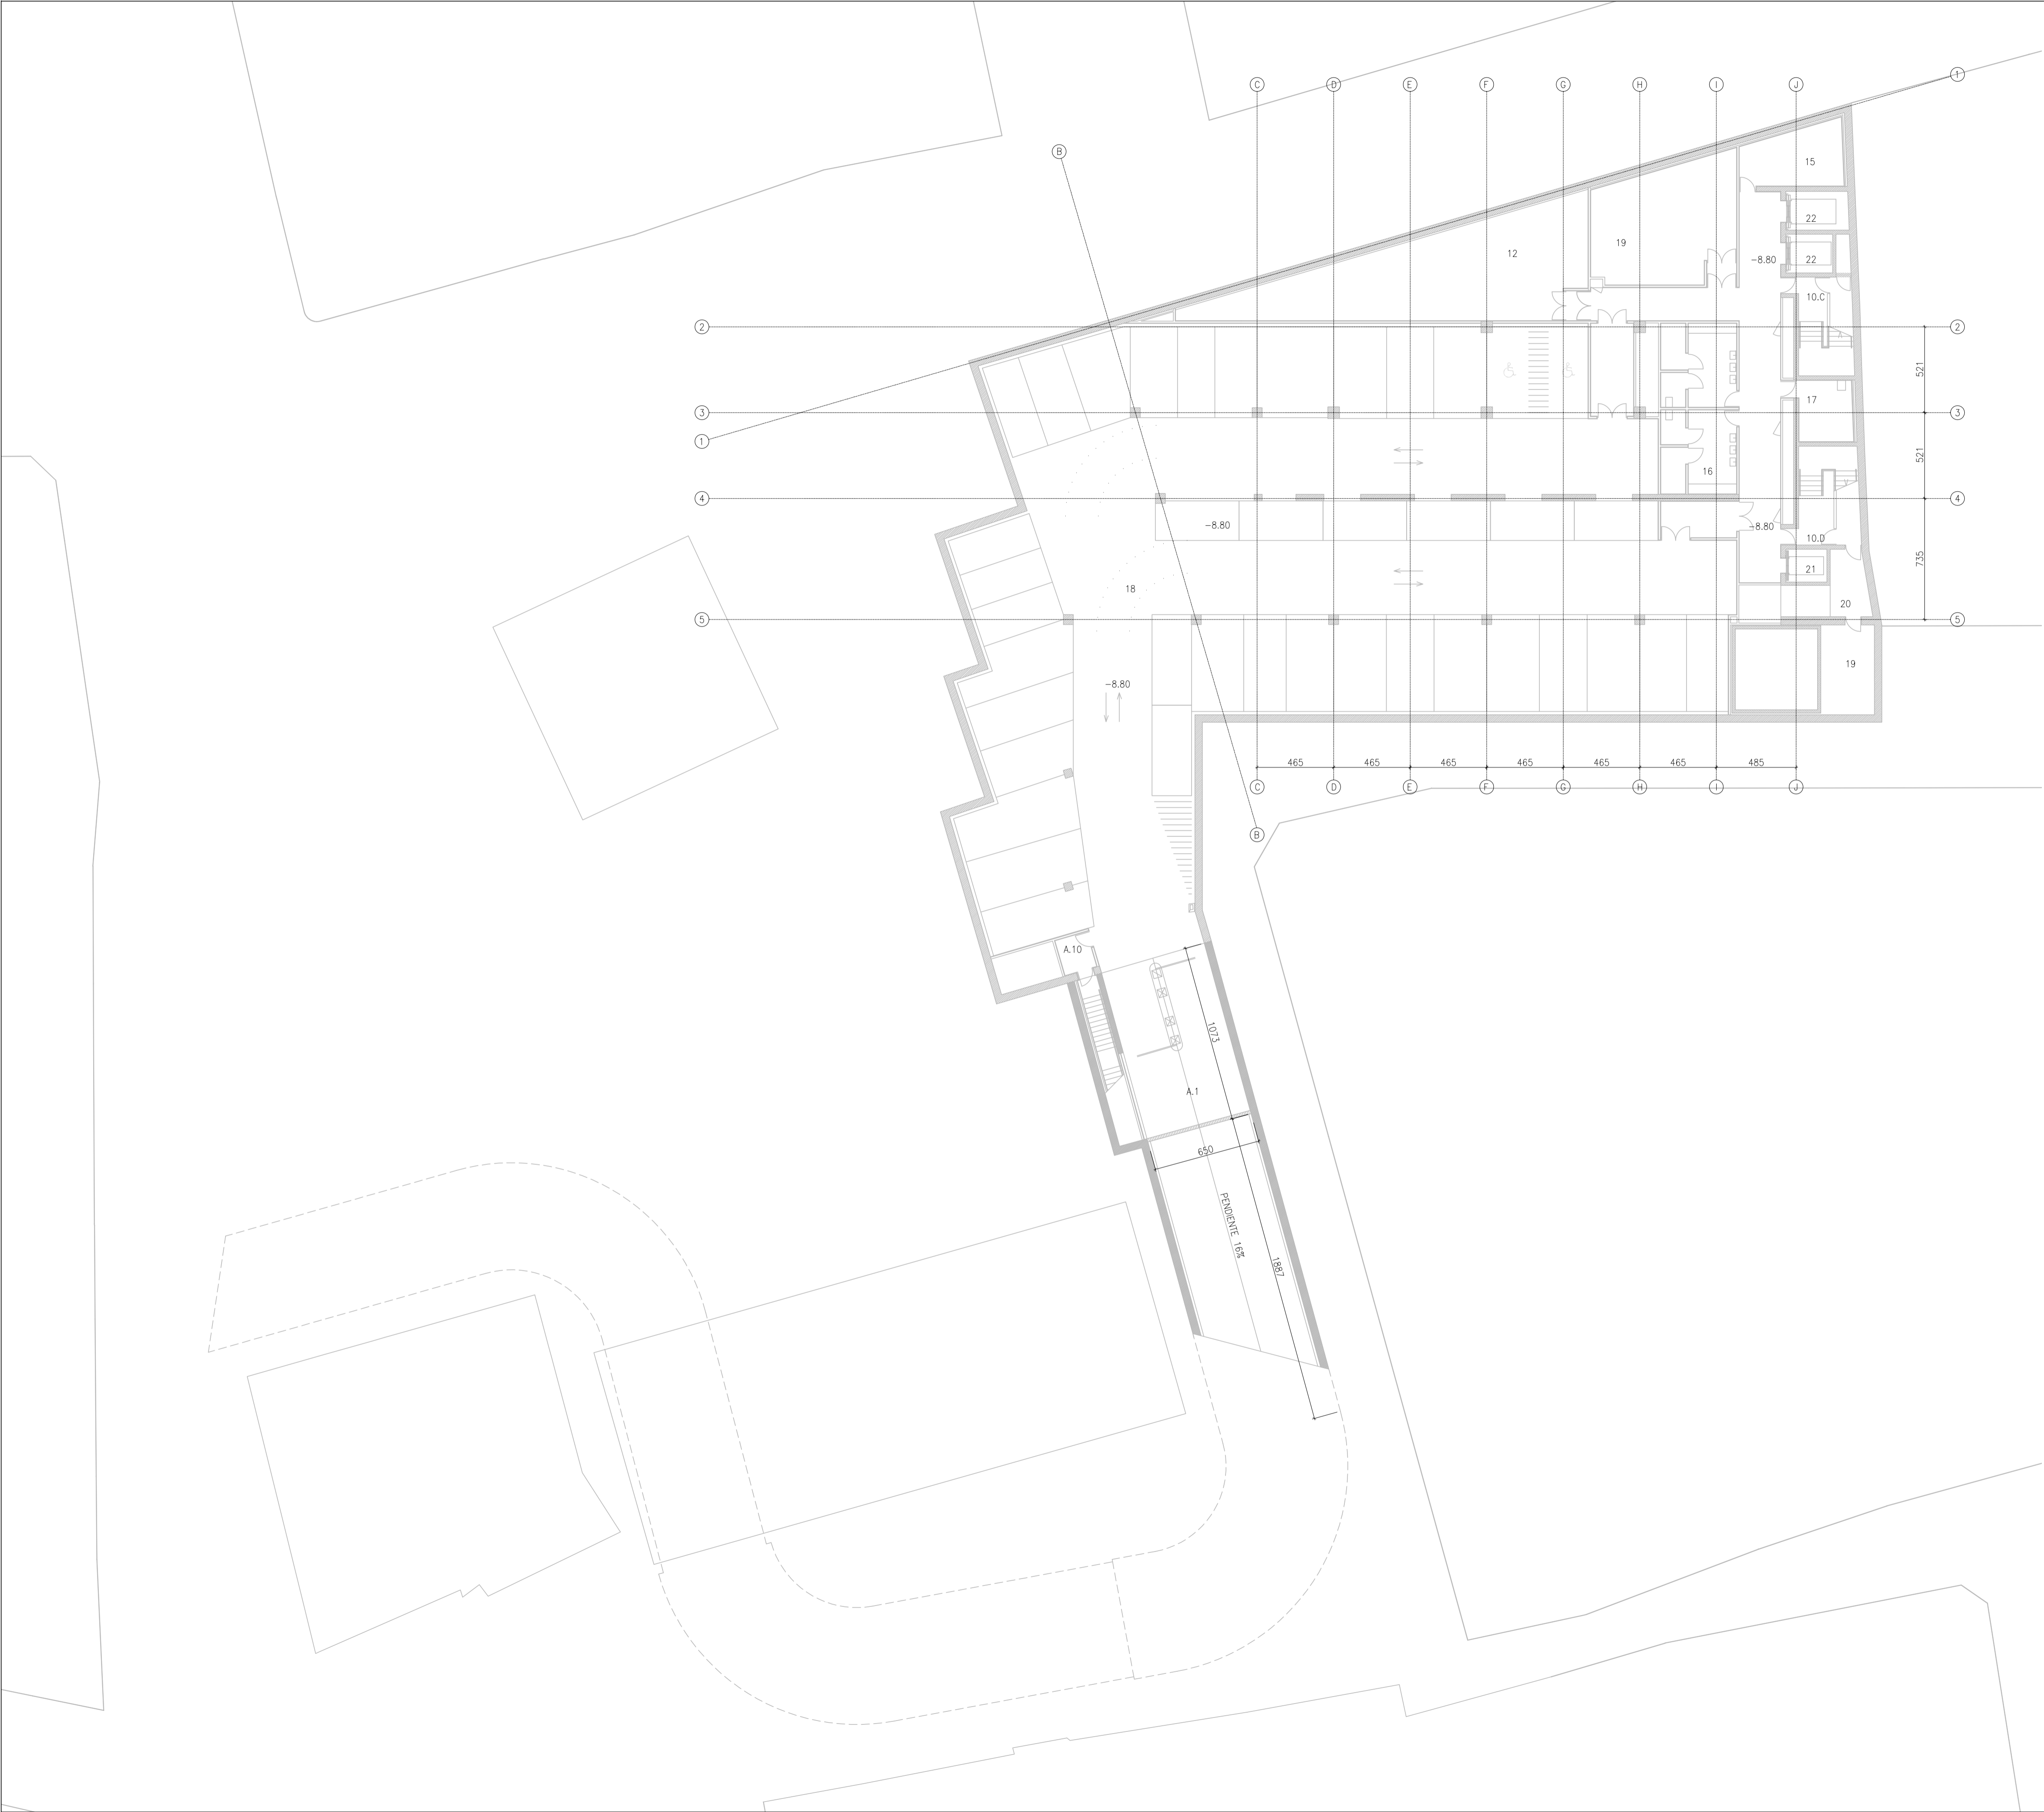 1
C D E F G H I J
B
15
22
12 19
22
-8.80
10.C
2 2
521
17
3 3
1
521
16
4 4
-8.80 -8.80
10.D
21
18
735
20
5 5
19
-8.80
465 465 465 465 465 465 485
C D E F G H I J
B
A.10
1073
A.1
650
PENDIENTE 16%
1887